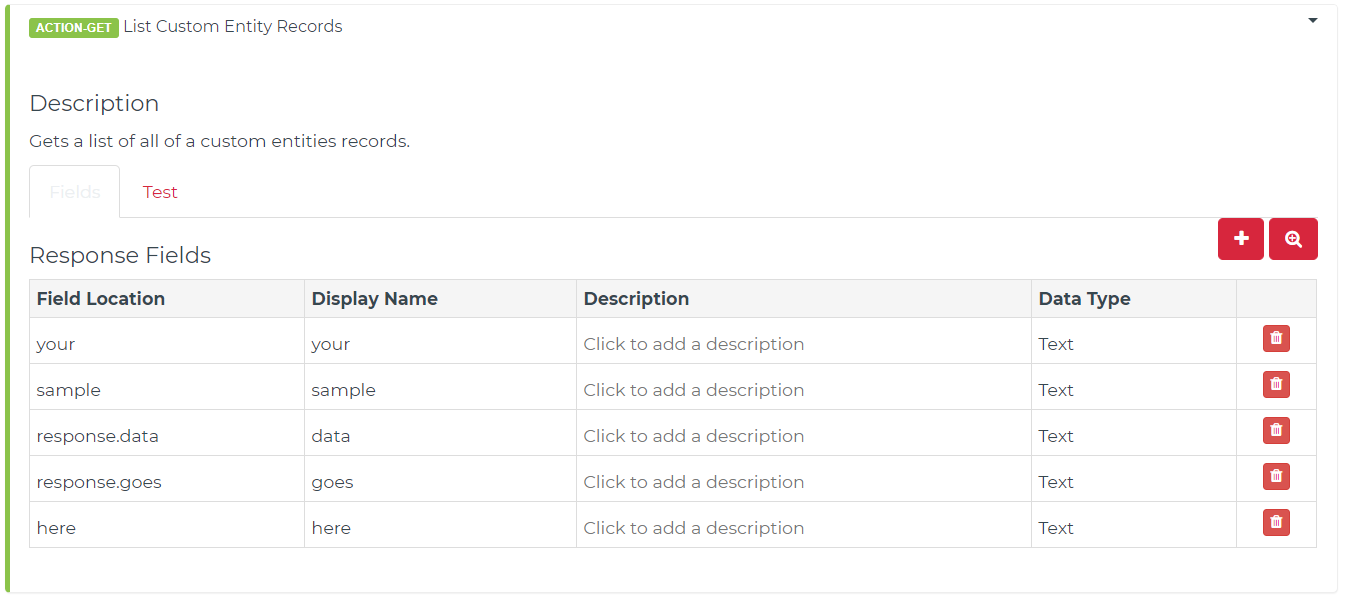 ACTION-GET List Custom Entity Records
Description
Gets a list of all of a custom entities records.
Fields Test
Response Fields
Field Location Display Name Description Data Type
your your Click to add a description Text
sample sample Click to add a description Text
response.data data Click to add a description Text
response.goes goes Click to add a description Text
here here Click to add a description Text